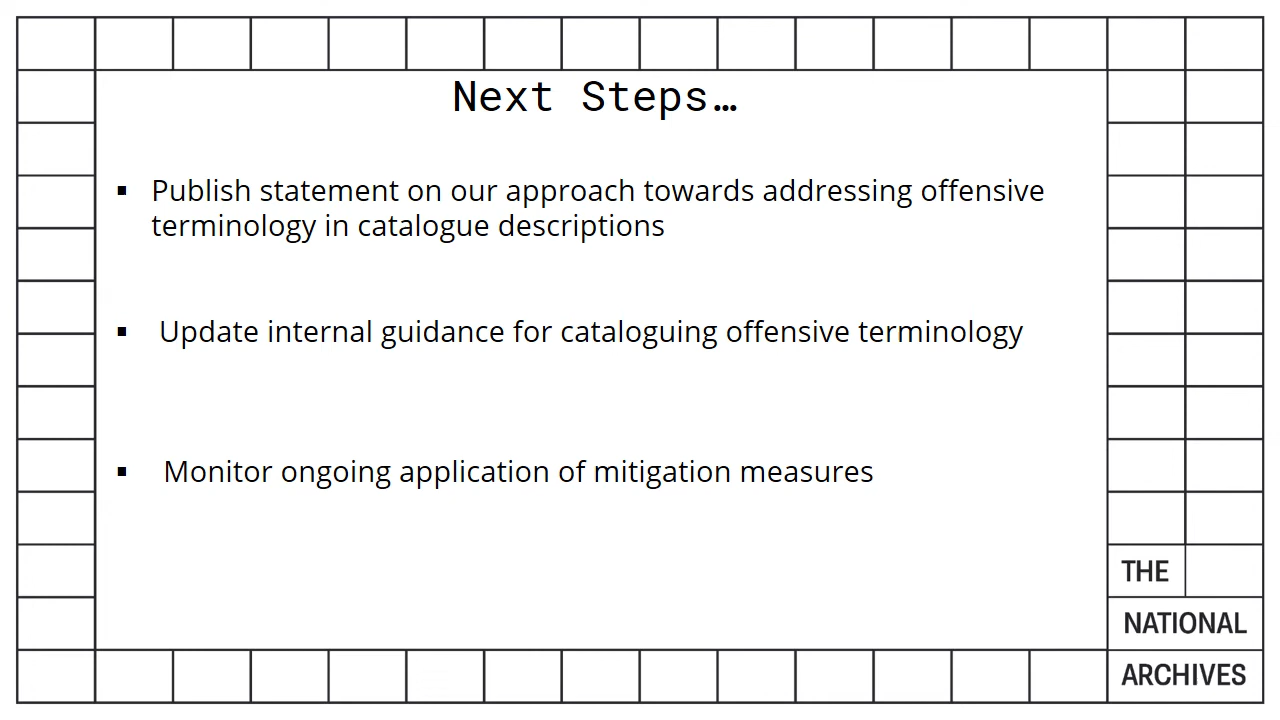 Next Steps…
▪ Publish statement on our approach towards addressing offensive
terminology in catalogue descriptions
▪ Update internal guidance for cataloguing offensive terminology
▪ Monitor ongoing application of mitigation measures
THE
NATIONAL
ARCHIVES